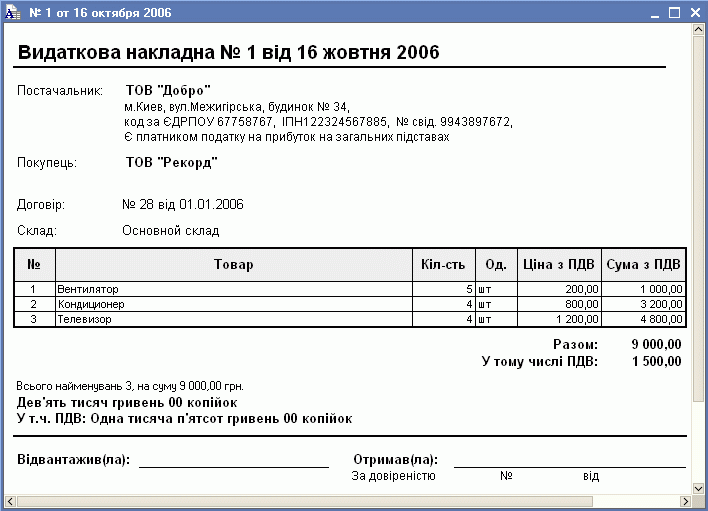 № 1 от 16 октября 2006
Видаткова накладна № 1 від 16 жовтня 2006
Постачальник: ТОВ "Добро"
м.Киев, вул.Межигірська, будинок № 34,
код за ЄДРПОУ 67758767, ІПН122324567885, № свід. 9943897672,
Є платником податку на прибуток на загальних підставах
Покупець: ТОВ "Рекорд"
Договір: № 28 від 01.01.2006
Склад: Основной склад
№ Товар Кіл-сть Од. Ціна з ПДВ Сума з ПДВ
1 Вентилятор 5 шт 200,00 1 000,00
2 Кондиционер 4 шт 800,00 3 200,00
3 Телевизор 4 шт 1 200,00 4 800,00
Разом: 9 000,00
У тому числі ПДВ: 1 500,00
Всього найменувань 3, на суму 9 000,00 грн.
Дев'ять тисяч гривень 00 копійок
У т.ч. ПДВ: Одна тисяча п'ятсот гривень 00 копійок
Відвантажив(ла): Отримав(ла):
За довіреністю № від